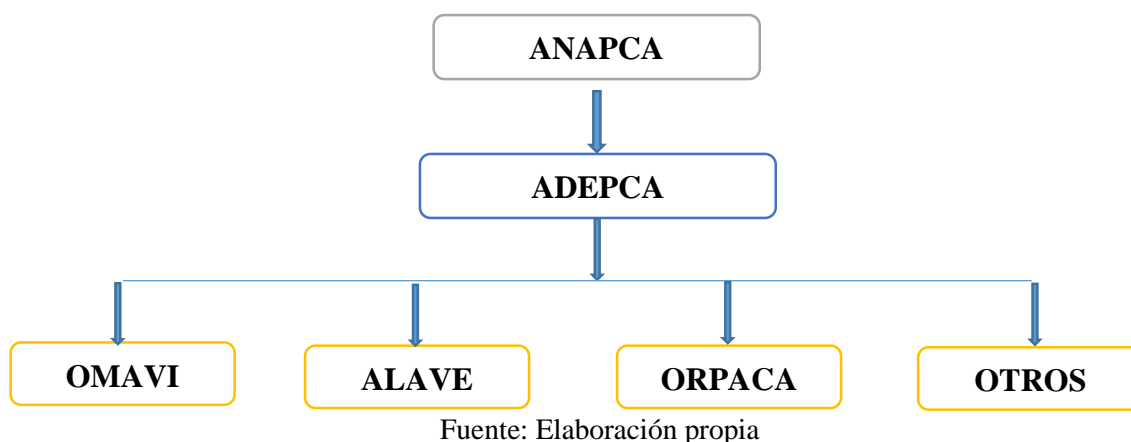 ANAPCA
ADEPCA
OMAVI
ALAVE
ORPACA
OTROS
Fuente: Elaboración propia